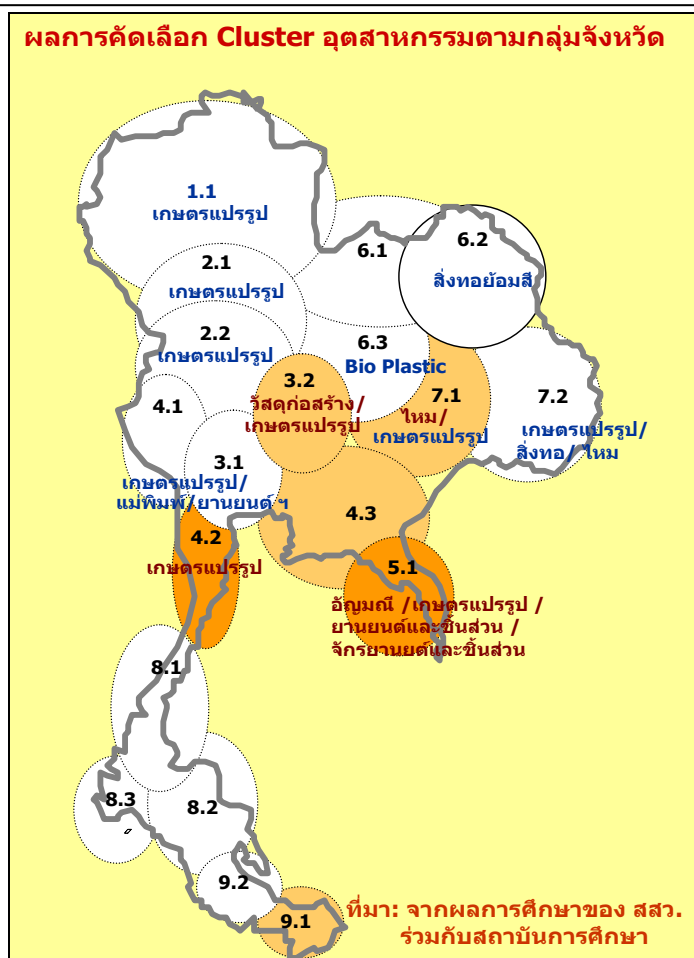 ผลการคัดเลือก Cluster อุตสาหกรรมตามกลุ่มจังหวัด
1.1
เกษตรแปรรูป
2.1
เกษตรแปรรูป
2.2
เกษตรแปรรูป
6.1
6.2
สิ่งทอย้อมสี
6.3
Bio Plastic
3.2
วัสดุก่อสร้าง/
เกษตรแปรรูป
7.1
ไหม/
เกษตรแปรรูป
7.2
เกษตรแปรรูป/
สิ่งทอ/ ไหม
4.1
3.1
เกษตรแปรรูป/
แม่พิมพ์/ยานยนต์ ฯ
4.2
เกษตรแปรรูป
4.3
5.1
อัญมณี /เกษตรแปรรูป /
ยานยนต์และชิ้นส่วน /
จักรยานยต์และชิ้นส่วน
8.1
8.3
8.2
9.2
9.1
ที่มา: จากผลการศึกษาของ สสว.
ร่วมกับสถาบันการศึกษา